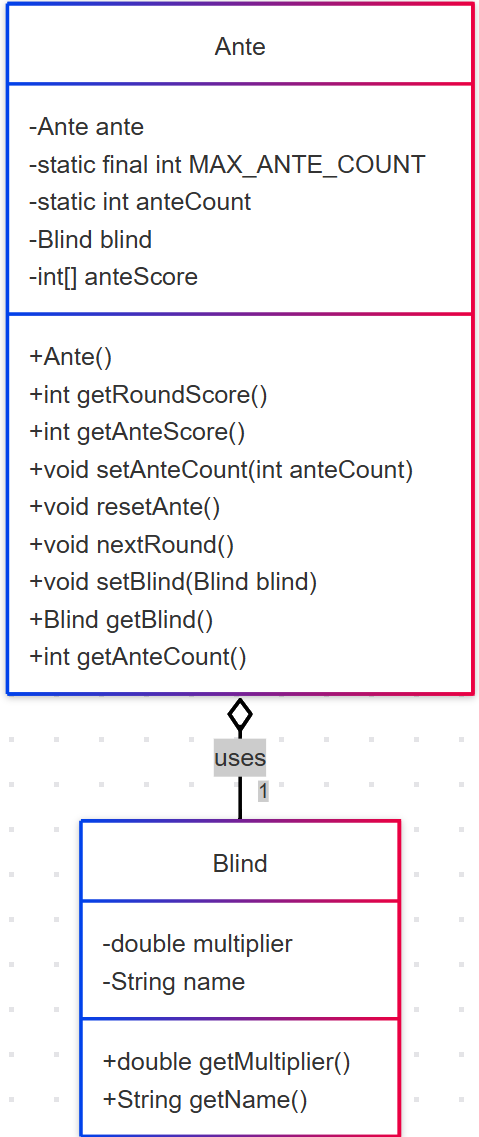 Ante
-Ante ante
-static final int MAX_ANTE_COUNT
-static int anteCount
-Blind blind
-int[] anteScore
+Ante()
+int getRoundScore()
+int getAnteScore()
+void setAnteCount(int anteCount)
+void resetAnte()
+void nextRound()
+void setBlind(Blind blind)
+Blind getBlind()
+int getAnteCount()
uses
1
Blind
-double multiplier
-String name
+double getMultiplier()
+String getName()